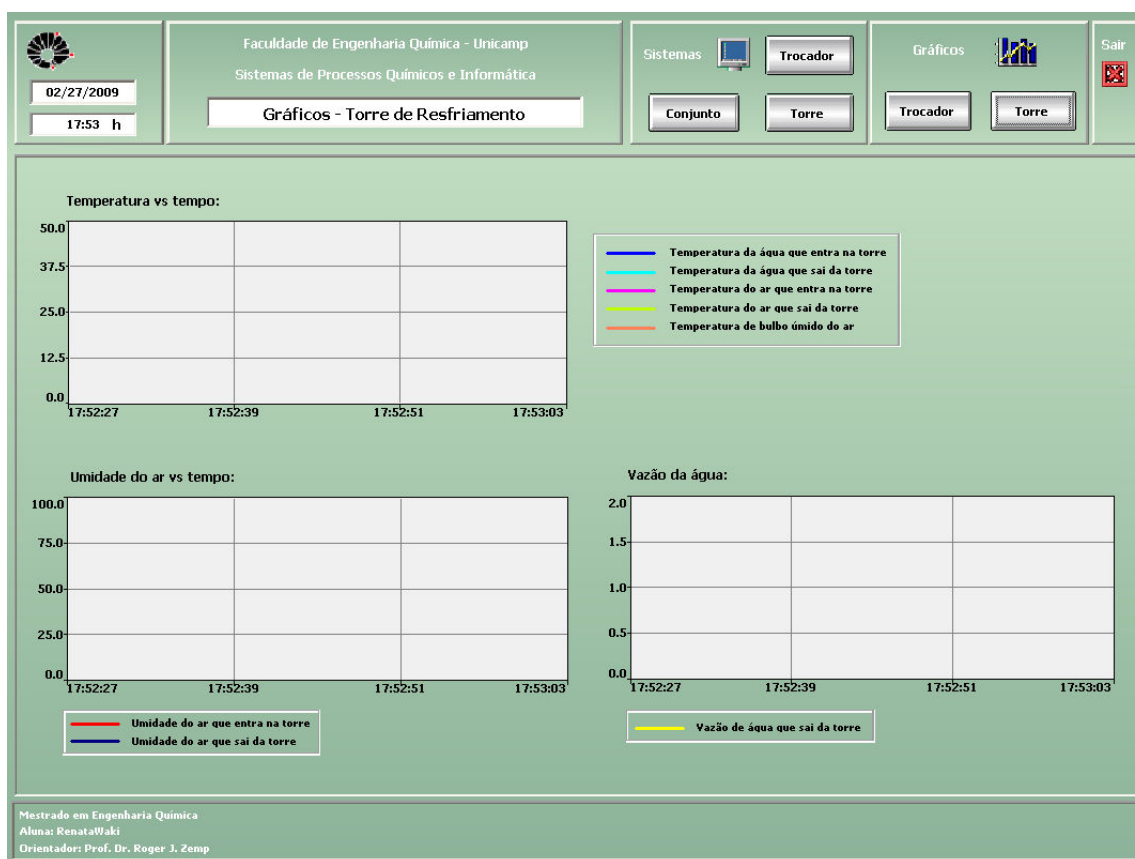 Faculdade de Engenharia Química - Unicamp
Sistemas de Processos Químicos e Informática
Gráficos - Torre de Resfriamento
02/27/2009
17:53 h
Sistemas
Trocador
Conjunto
Torre
Gráficos
Trocador
Torre
Sair
Temperatura vs tempo:
50.0
37.5
25.0
12.5
0.0
17:52:27 17:52:39 17:52:51 17:53:03
Temperatura da água que entra na torre
Temperatura da água que sai da torre
Temperatura do ar que entra na torre
Temperatura do ar que sai da torre
Temperatura de bulbo úmido do ar
Umidade do ar vs tempo:
100.0
75.0
50.0
25.0
0.0
17:52:27 17:52:39 17:52:51 17:53:03
Umidade do ar que entra na torre
Umidade do ar que sai da torre
Vazão da água:
2.0
1.5
1.0
0.5
0.0
17:52:27 17:52:39 17:52:51 17:53:03
Vazão de água que sai da torre
Mestrado em Engenharia Química
Aluna: RenataWaki
Orientador: Prof. Dr. Roger J. Zemp